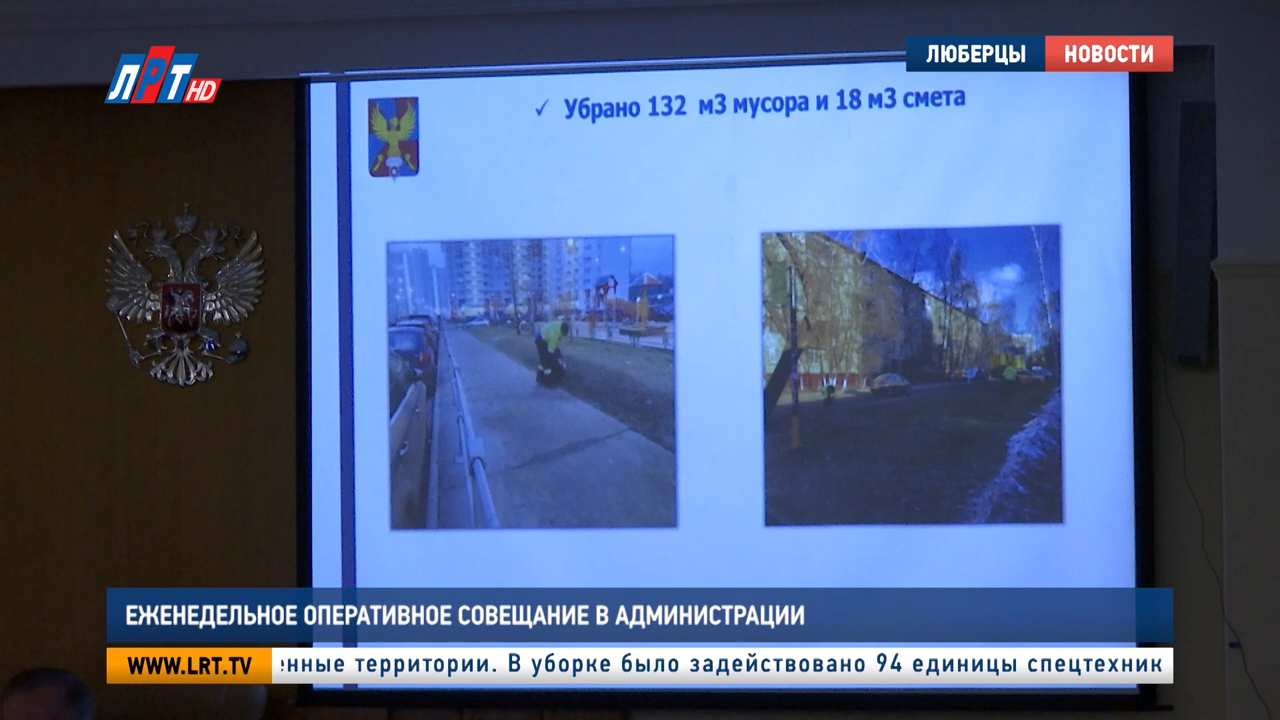 ЛРТ HD
ЛЮБЕРЦЫ НОВОСТИ
✓ Убрано 132 м3 мусора и 18 м3 смета
ЕЖЕНЕДЕЛЬНОЕ ОПЕРАТИВНОЕ СОВЕЩАНИЕ В АДМИНИСТРАЦИИ
WWW.LRT.TV енные территории. В уборке было задействовано 94 единицы спецтехник